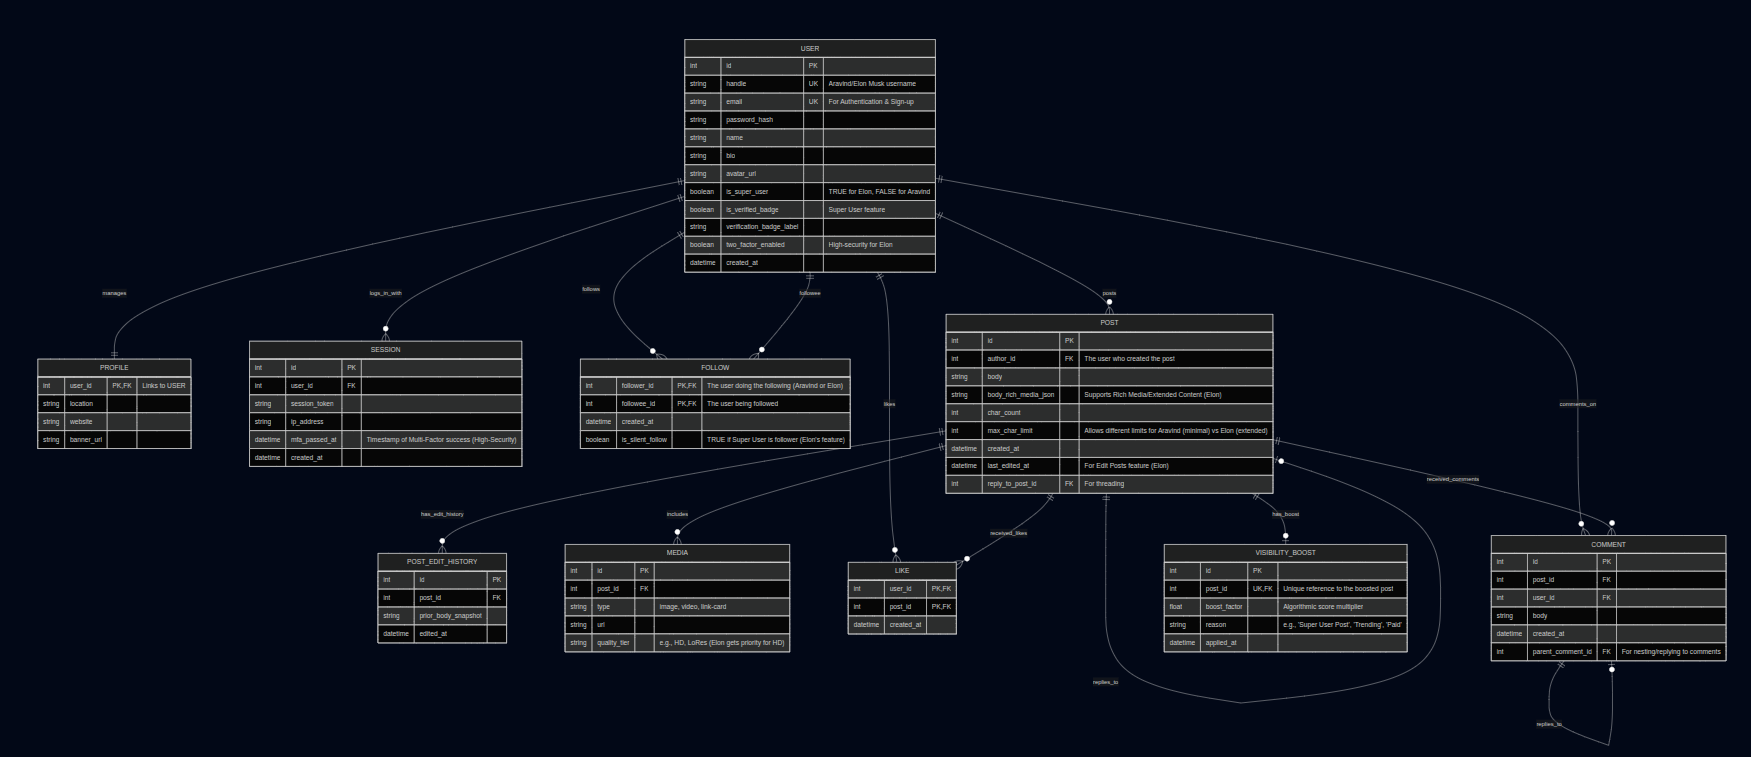 USER
int id PK
string handle UK Aravind/Elon Musk username
string email UK For Authentication & Sign-up
string password_hash
string name
string bio
string avatar_url
boolean is_super_user TRUE for Elon, FALSE for Aravind
boolean is_verified_badge Super User feature
string verification_badge_label
boolean two_factor_enabled High-security for Elon
datetime created_at
manages
logs_in_with
follows
followee
posts
likes
comments_on
PROFILE
int user_id PK,FK Links to USER
string location
string website
string banner_url
SESSION
int id PK
int user_id FK
string session_token
string ip_address
datetime mfa_passed_at Timestamp of Multi-Factor success (High-Security)
datetime created_at
FOLLOW
int follower_id PK,FK The user doing the following (Aravind or Elon)
int followee_id PK,FK The user being followed
datetime created_at
boolean is_silent_follow TRUE if Super User is follower (Elon's feature)
POST
int id PK
int author_id FK The user who created the post
string body
string body_rich_media_json Supports Rich Media/Extended Content (Elon)
int char_count
int max_char_limit Allows different limits for Aravind (minimal) vs Elon (extended)
datetime created_at
datetime last_edited_at For Edit Posts feature (Elon)
int reply_to_post_id FK For threading
has_edit_history
includes
received_likes
has_boost
received_comments
POST_EDIT_HISTORY
int id PK
int post_id FK
string prior_body_snapshot
datetime edited_at
MEDIA
int id PK
int post_id FK
string type image, video, link-card
string url
string quality_tier e.g., HD, LoRes (Elon gets priority for HD)
LIKE
int user_id PK,FK
int post_id PK,FK
datetime created_at
VISIBILITY_BOOST
int id PK
int post_id UK,FK Unique reference to the boosted post
float boost_factor Algorithmic score multiplier
string reason e.g., 'Super User Post', 'Trending', 'Paid'
datetime applied_at
COMMENT
int id PK
int post_id FK
int user_id FK
string body
datetime created_at
int parent_comment_id FK For nesting/replying to comments
replies_to
replies_to